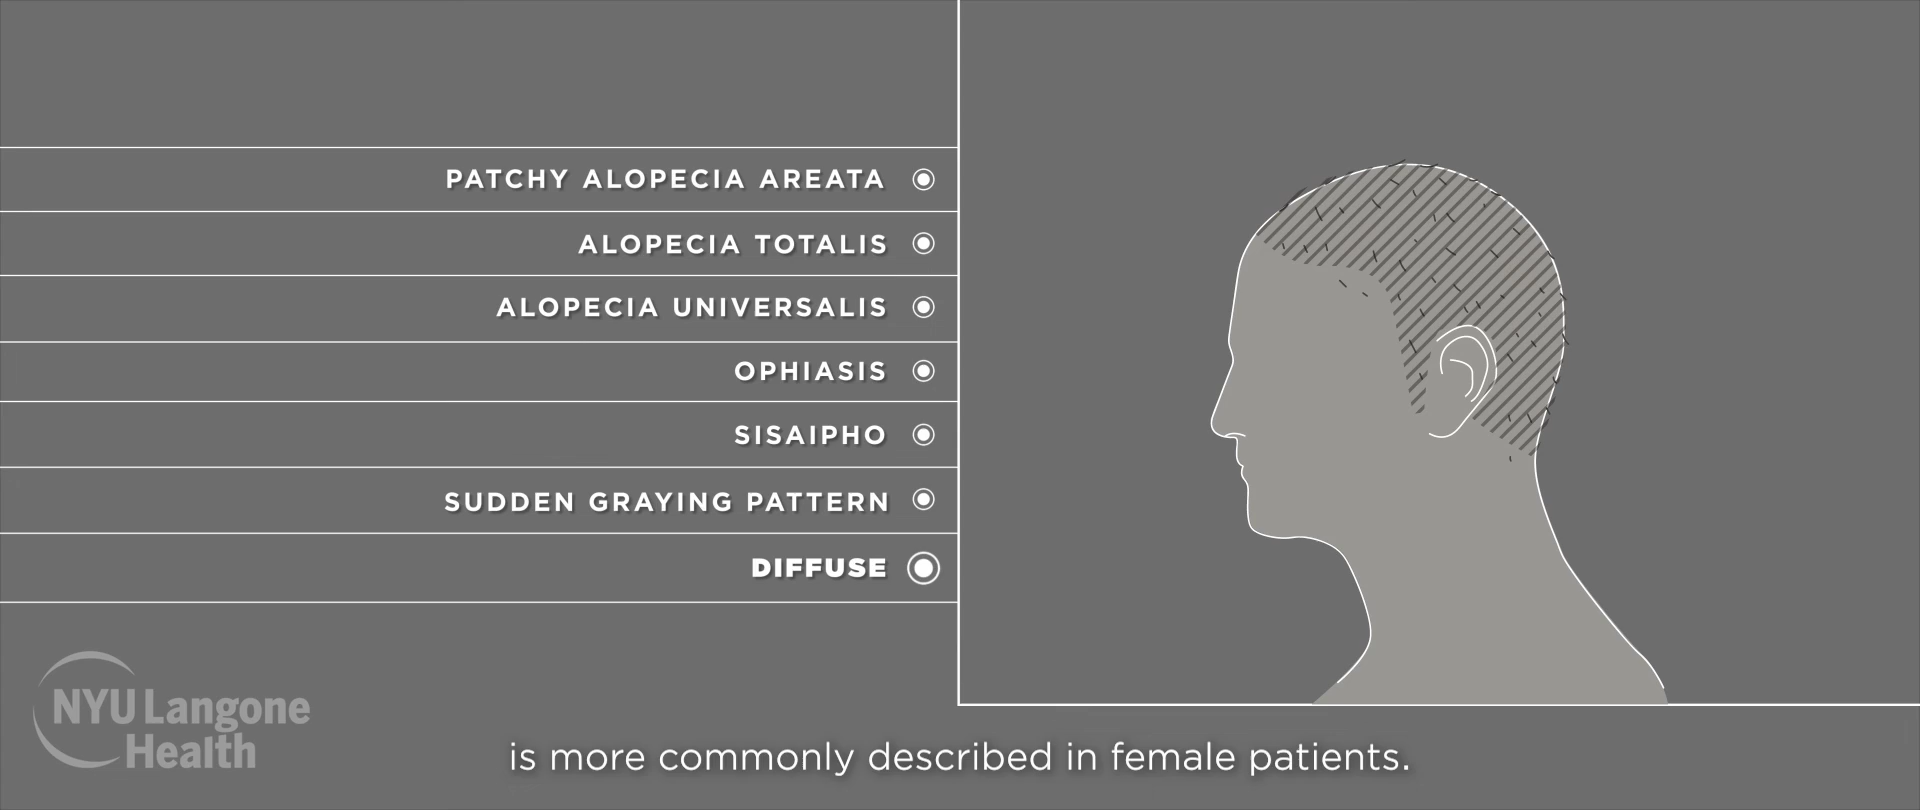 PATCHY ALOPECIA AREATA
ALOPECIA TOTALIS
ALOPECIA UNIVERSALIS
OPHIASIS
SISAIPHO
SUDDEN GRAYING PATTERN
DIFFUSE
NYU Langone
Health
is more commonly described in female patients.